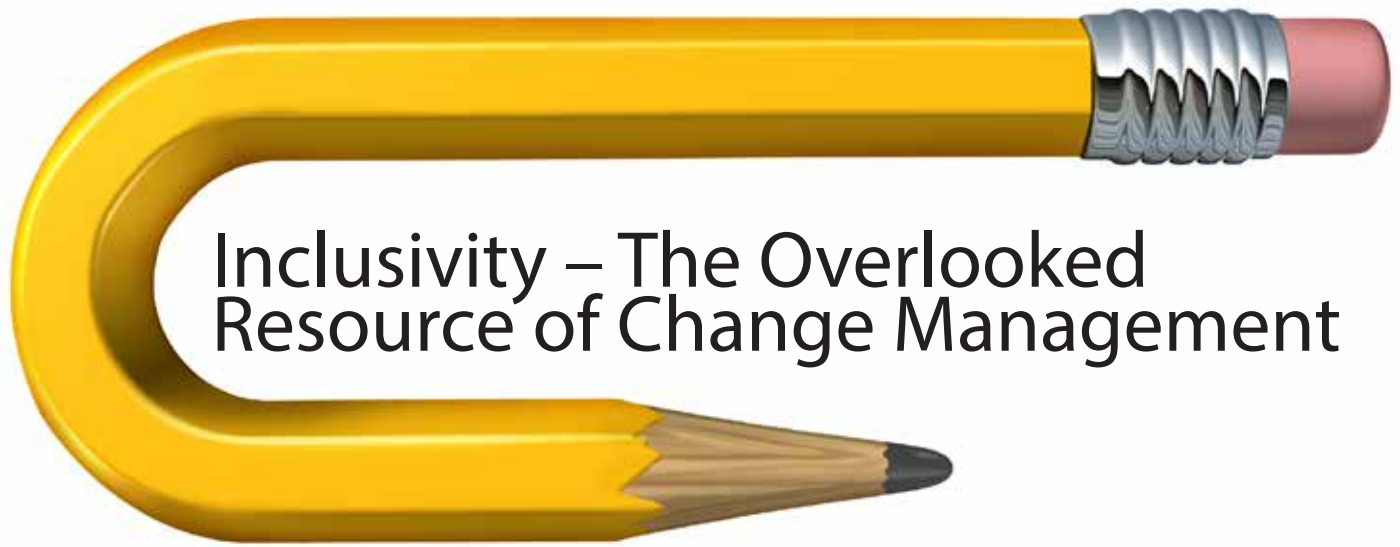 Inclusivity – The Overlooked
Resource of Change Management